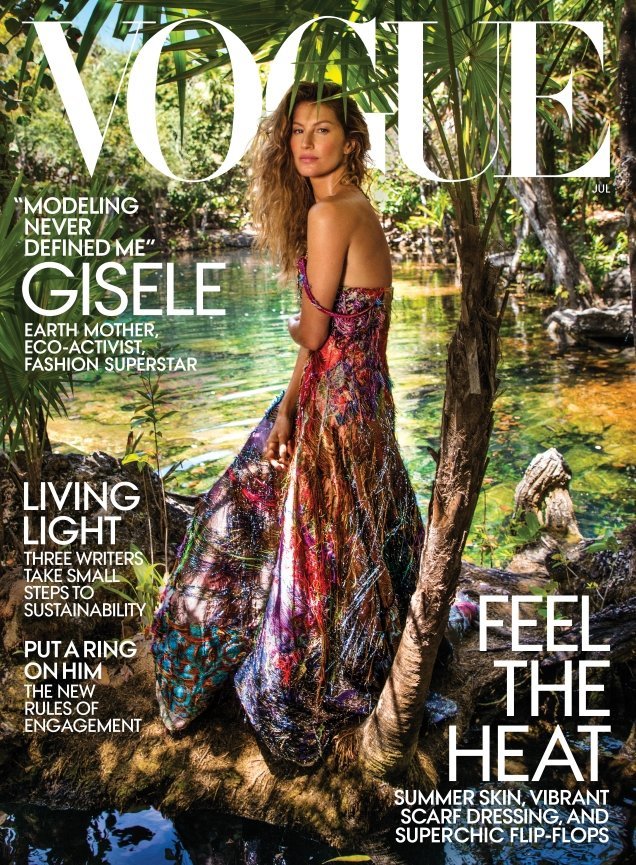 VOGUE
JUL
“MODELING
NEVER
DEFINED ME”
GISELE
EARTH MOTHER,
ECO-ACTIVIST,
FASHION SUPERSTAR
LIVING
LIGHT
THREE WRITERS
TAKE SMALL
STEPS TO
SUSTAINABILITY
PUT A RING
ON HIM
THE NEW
RULES OF
ENGAGEMENT
FEEL
THE
HEAT
SUMMER SKIN, VIBRANT
SCARF DRESSING, AND
SUPERCHIC FLIP-FLOPS